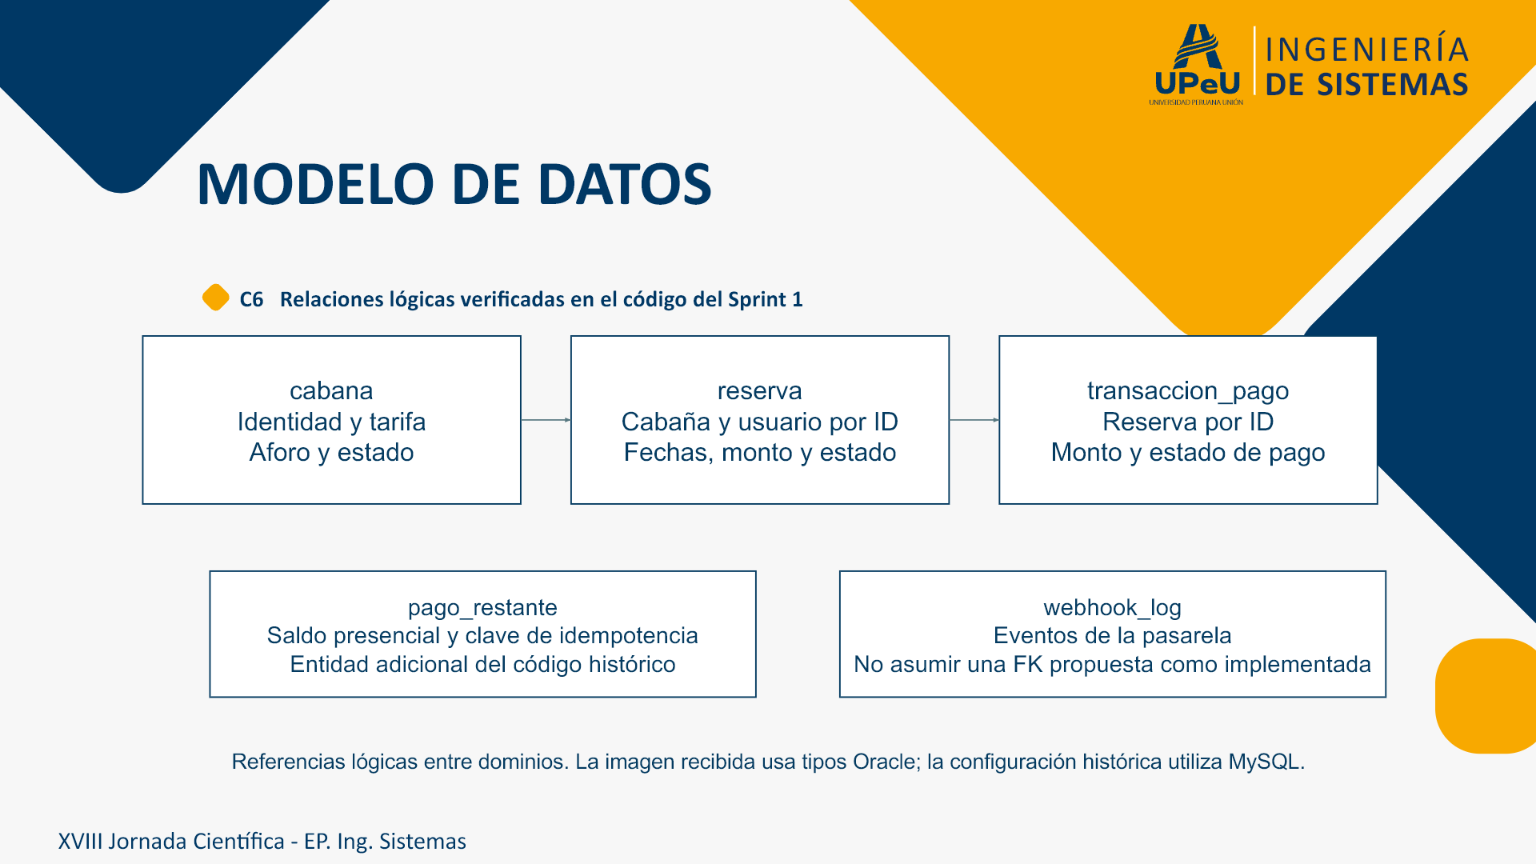 INGENIERÍA
DE SISTEMAS
UPeU
UNIVERSIDAD PERUANA UNIÓN
MODELO DE DATOS
C6 Relaciones lógicas verificadas en el código del Sprint 1
cabana
Identidad y tarifa
Aforo y estado
reserva
Cabaña y usuario por ID
Fechas, monto y estado
transaccion_pago
Reserva por ID
Monto y estado de pago
pago_restante
Saldo presencial y clave de idempotencia
Entidad adicional del código histórico
webhook_log
Eventos de la pasarela
No asumir una FK propuesta como implementada
Referencias lógicas entre dominios. La imagen recibida usa tipos Oracle; la configuración histórica utiliza MySQL.
XVIII Jornada Científica - EP. Ing. Sistemas